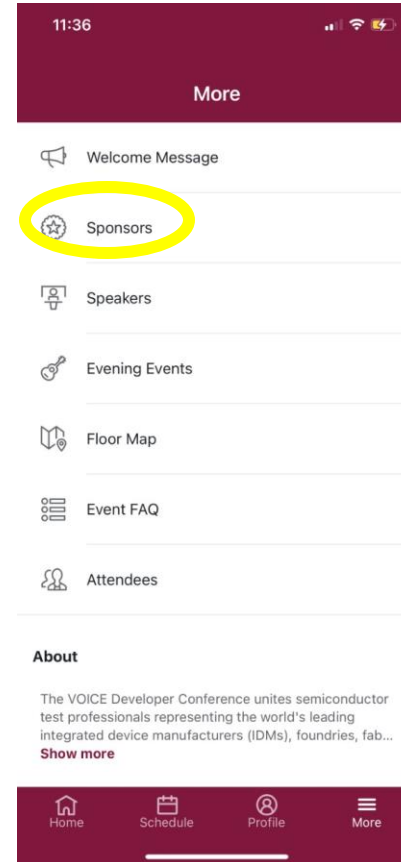 11:36
More
Welcome Message
Sponsors
Speakers
Evening Events
Floor Map
Event FAQ
Attendees
About
The VOICE Developer Conference unites semiconductor
test professionals representing the world's leading
integrated device manufacturers (IDMs), foundries, fab...
Show more
Home Schedule Profile More